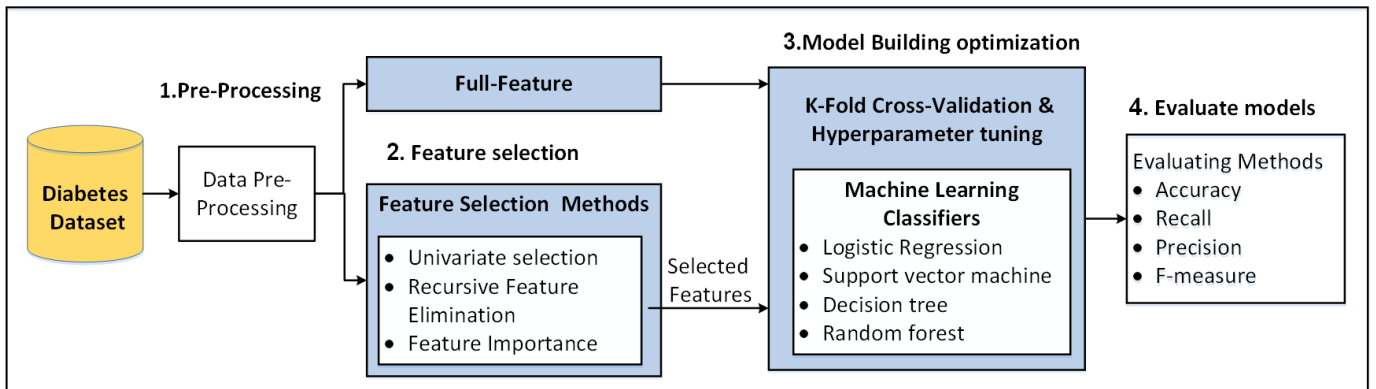 1.Pre-Processing
Diabetes
Dataset
Data Pre-
Processing
Full-Feature
2. Feature selection
Feature Selection Methods
• Univariate selection
• Recursive Feature
Elimination
• Feature Importance
Selected
Features
3.Model Building optimization
K-Fold Cross-Validation &
Hyperparameter tuning
Machine Learning
Classifiers
• Logistic Regression
• Support vector machine
• Decision tree
• Random forest
4. Evaluate models
Evaluating Methods
• Accuracy
• Recall
• Precision
• F-measure